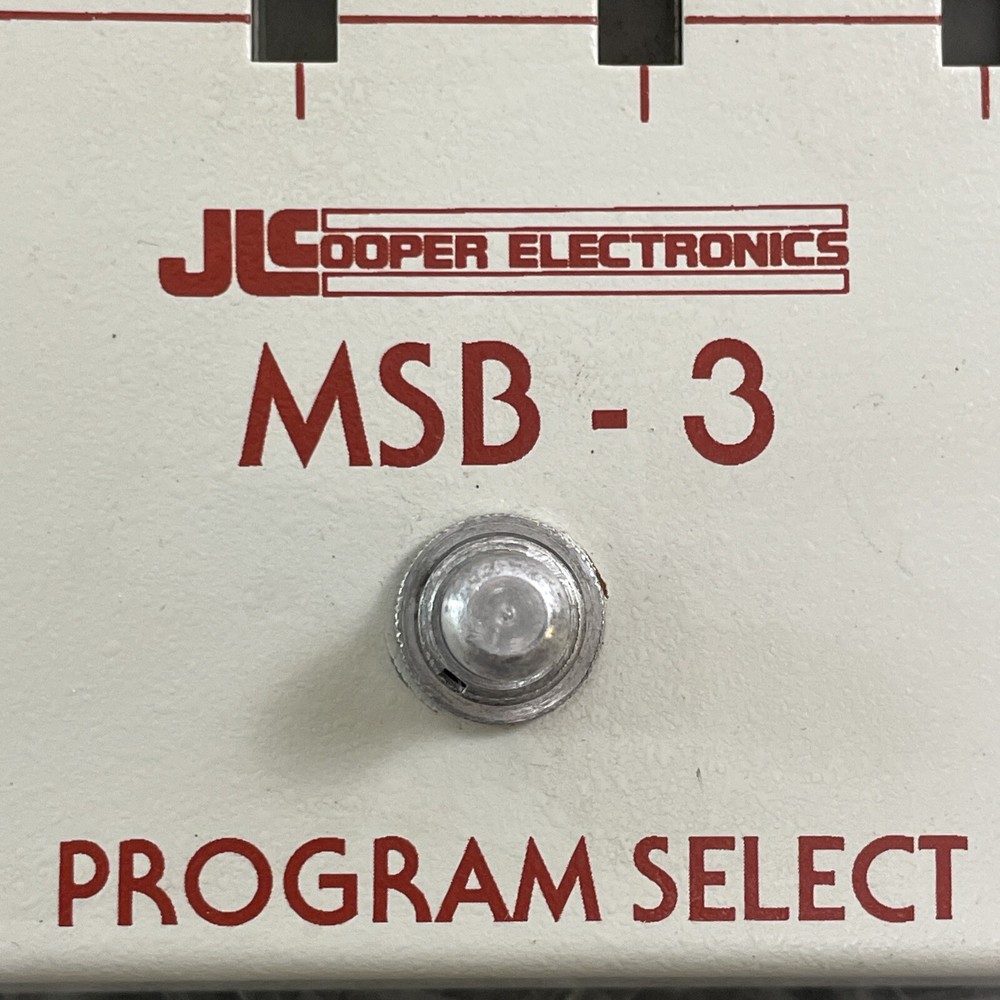 JLCOOPER ELECTRONICS
MSB - 3
PROGRAM SELECT